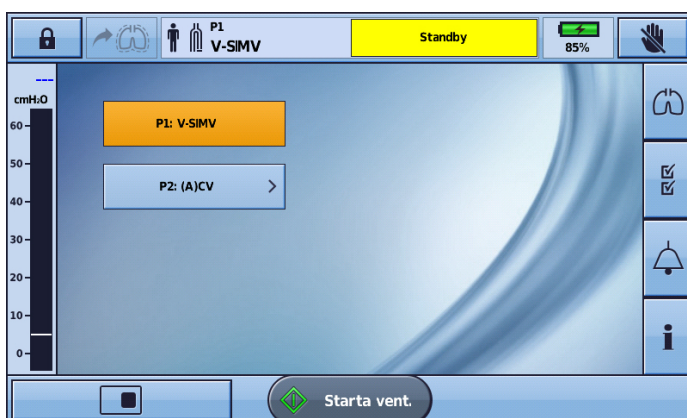 P1
V-SIMV
Standby
85%
---
cmH₂O
60
50
40
30
20
10
0
P1: V-SIMV
P2: (A)CV
i
Starta vent.